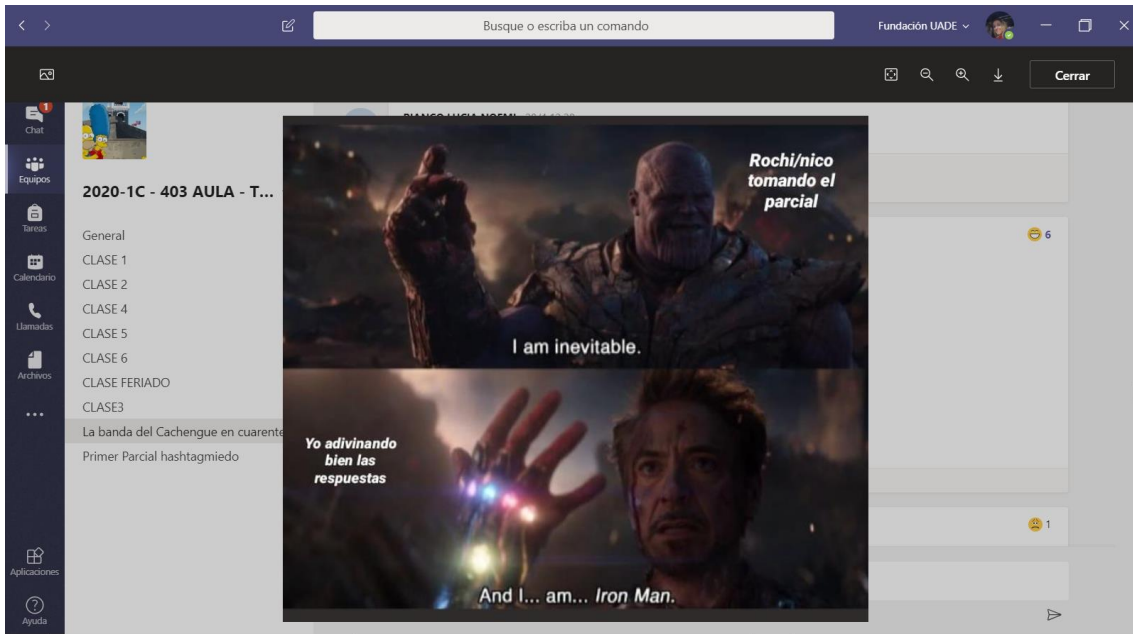 Busque o escriba un comando
Fundación UADE
Cerrar
1
Chat
Equipos
Tareas
Calendario
Llamadas
Archivos
Aplicaciones
Ayuda
2020-1C - 403 AULA - T...
General
CLASE 1
CLASE 2
CLASE 4
CLASE 5
CLASE 6
CLASE FERIADO
CLASE3
La banda del Cachengue en cuarente
Primer Parcial hashtagmiedo
Rochi/nico
tomando el
parcial
I am inevitable.
Yo adivinando
bien las
respuestas
And I... am... Iron Man.
6
1